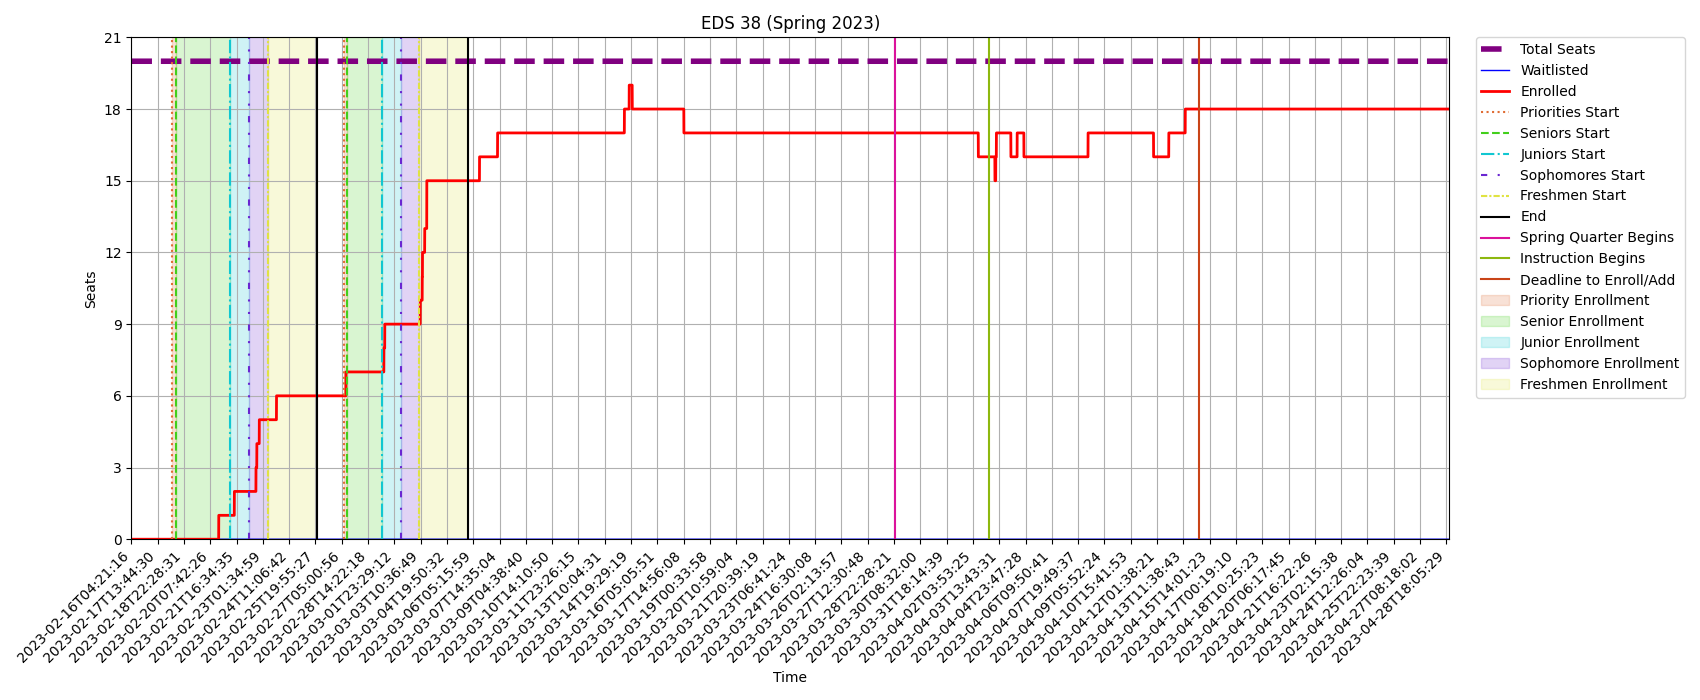 EDS 38 (Spring 2023)
21
18
15
12
9
6
3
0
Seats
2023-02-16T04:21:16
2023-02-17T13:44:30
2023-02-18T22:28:31
2023-02-20T07:42:26
2023-02-21T16:34:35
2023-02-23T01:34:59
2023-02-24T11:06:42
2023-02-25T19:55:27
2023-02-27T05:00:56
2023-02-28T14:22:18
2023-03-01T23:29:12
2023-03-03T10:36:49
2023-03-04T19:50:32
2023-03-06T05:15:59
2023-03-07T14:35:04
2023-03-09T04:38:40
2023-03-10T14:10:50
2023-03-11T23:26:15
2023-03-13T10:04:31
2023-03-14T19:29:19
2023-03-16T05:05:51
2023-03-17T14:56:08
2023-03-19T00:33:58
2023-03-20T10:59:04
2023-03-21T20:39:19
2023-03-23T06:41:24
2023-03-24T16:30:08
2023-03-26T02:13:57
2023-03-27T12:30:48
2023-03-28T22:28:21
2023-03-30T08:32:00
2023-03-31T18:14:39
2023-04-02T03:53:25
2023-04-03T13:43:31
2023-04-04T23:47:28
2023-04-06T09:50:41
2023-04-07T19:49:37
2023-04-09T05:52:24
2023-04-10T15:41:53
2023-04-12T01:38:21
2023-04-13T11:38:43
2023-04-15T14:01:23
2023-04-17T00:19:10
2023-04-18T10:25:23
2023-04-20T06:17:45
2023-04-21T16:22:26
2023-04-23T02:15:38
2023-04-24T12:26:04
2023-04-25T22:23:39
2023-04-27T08:18:02
2023-04-28T18:05:29
Time
Total Seats
Waitlisted
Enrolled
Priorities Start
Seniors Start
Juniors Start
Sophomores Start
Freshmen Start
End
Spring Quarter Begins
Instruction Begins
Deadline to Enroll/Add
Priority Enrollment
Senior Enrollment
Junior Enrollment
Sophomore Enrollment
Freshmen Enrollment